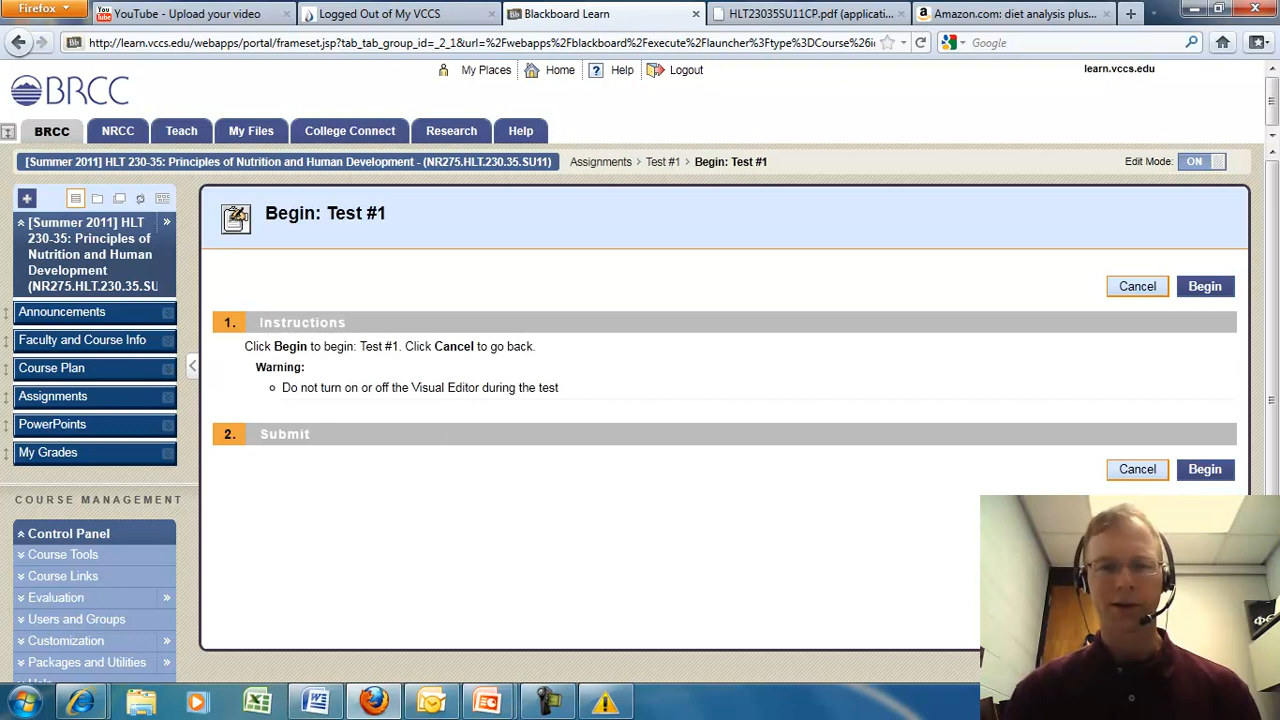 Firefox
YouTube - Upload your video
Logged Out of My VCCS
Blackboard Learn
HLT23035SU11CP.pdf (applicati...
Amazon.com: diet analysis plus...
http://learn.vccs.edu/webapps/portal/frameset.jsp?tab_tab_group_id=_2_1&url=%2Fwebapps%2Fblackboard%2Fexecute%2Flauncher%3Ftype%3DCourse%26i
Google
BRCC
My Places
Home
Help
Logout
learn.vccs.edu
BRCC
NRCC
Teach
My Files
College Connect
Research
Help
[Summer 2011] HLT 230-35: Principles of Nutrition and Human Development - (NR275.HLT.230.35.SU11)
Assignments > Test #1 > Begin: Test #1
Edit Mode: ON
[Summer 2011] HLT
230-35: Principles of
Nutrition and Human
Development
(NR275.HLT.230.35.SU
Announcements
Faculty and Course Info
Course Plan
Assignments
PowerPoints
My Grades
COURSE MANAGEMENT
Control Panel
Course Tools
Course Links
Evaluation
Users and Groups
Customization
Packages and Utilities
Begin: Test #1
Cancel
Begin
1. Instructions
Click Begin to begin: Test #1. Click Cancel to go back.
Warning:
Do not turn on or off the Visual Editor during the test
2. Submit
Cancel
Begin